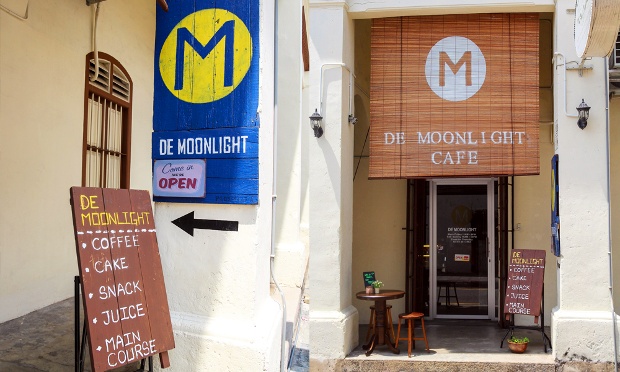 M
DE MOONLIGHT
Come in
WE'RE
OPEN
DE
MOONLIGHT
• COFFEE
• CAKE
• SNACK
• JUICE
• MAIN
COURSE
M
DE MOONLIGHT
CAFE
DE MOONLIGHT
DE
MOONLIGHT
• COFFEE
• CAKE
• SNACK
• JUICE
• MAIN
COURSE